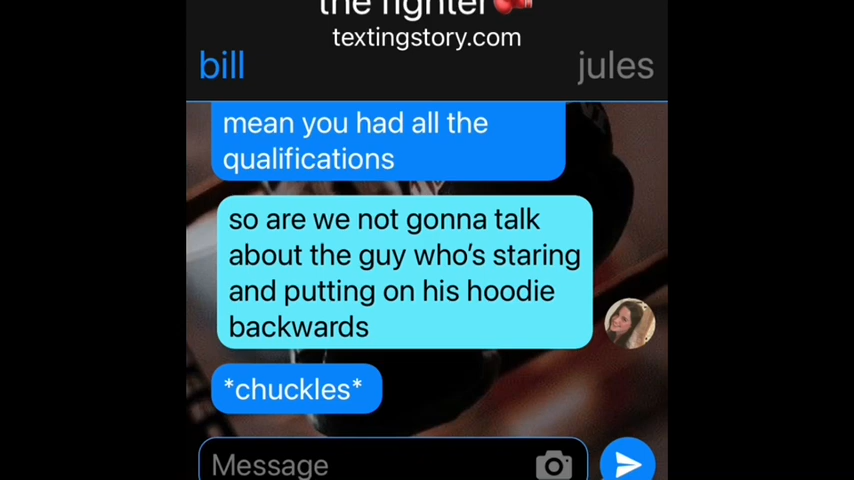 the fighter🥊
textingstory.com
bill
jules
mean you had all the
qualifications
so are we not gonna talk
about the guy who's staring
and putting on his hoodie
backwards
*chuckles*
Message